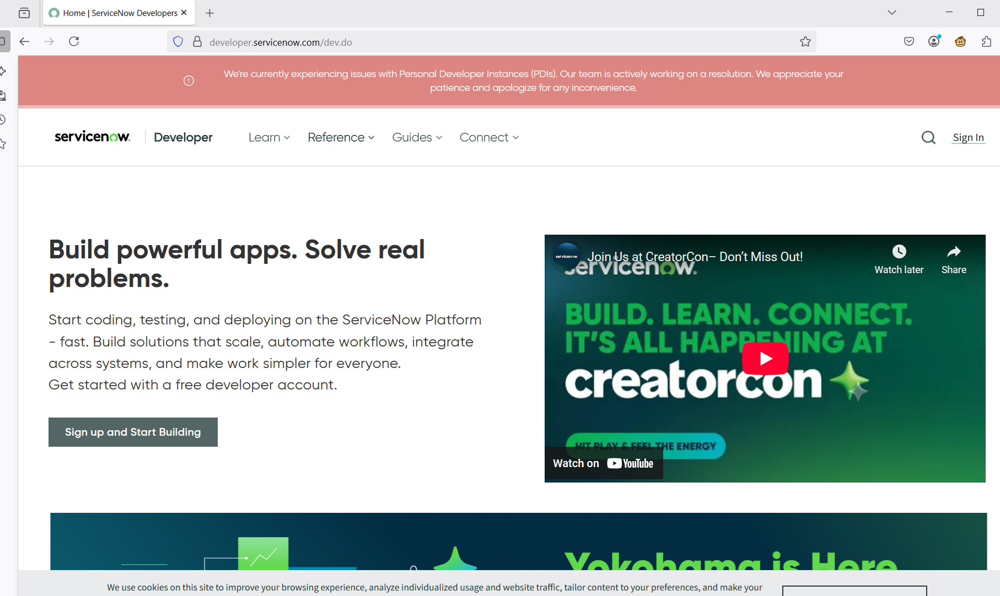 Home | ServiceNow Developers
developer.servicenow.com/dev.do
We're currently experiencing issues with Personal Developer Instances (PDIs). Our team is actively working on a resolution. We appreciate your
patience and apologize for any inconvenience.
servicenow Developer Learn Reference Guides Connect Sign In
Build powerful apps. Solve real
problems.
Start coding, testing, and deploying on the ServiceNow Platform
- fast. Build solutions that scale, automate workflows, integrate
across systems, and make work simpler for everyone.
Get started with a free developer account.
Sign up and Start Building
servicenow.
Join Us at CreatorCon– Don't Miss Out!
Watch later
Share
servicenow.
BUILD. LEARN. CONNECT.
IT'S ALL HAPPENING AT
creatorcon
HIT PLAY & FEEL THE ENERGY
Watch on YouTube
Yokohama is Here
We use cookies on this site to improve your browsing experience, analyze individualized usage and website traffic, tailor content to your preferences, and make your